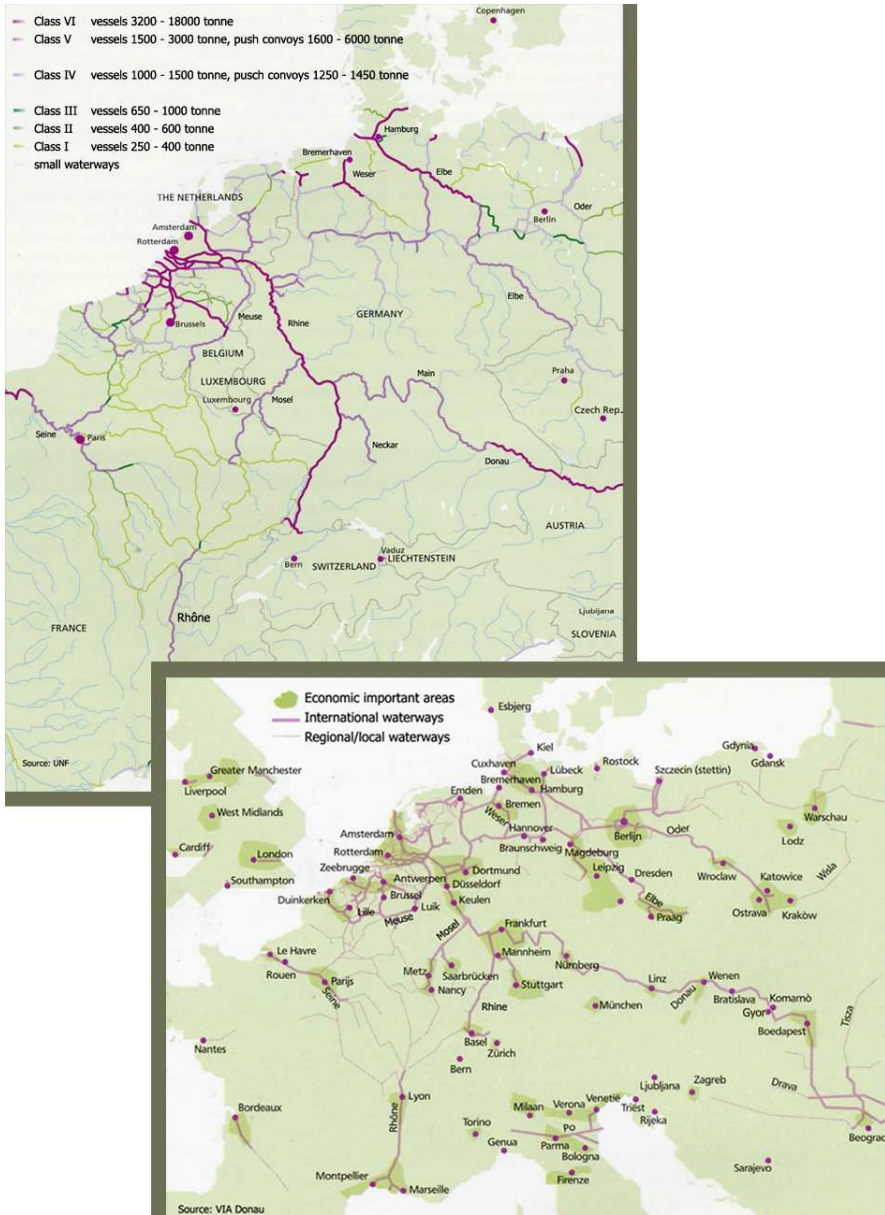 Copenhagen
Class VI vessels 3200 - 18000 tonne
Class V vessels 1500 - 3000 tonne, push convoys 1600 - 6000 tonne
Class IV vessels 1000 - 1500 tonne, pusch convoys 1250 - 1450 tonne
Class III vessels 650 - 1000 tonne
Class II vessels 400 - 600 tonne
Class I vessels 250 - 400 tonne
small waterways
Hamburg
Bremerhaven
Weser
Elbe
THE NETHERLANDS
Oder
Berlin
Amsterdam
Rotterdam
Elbe
Meuse
Rhine
GERMANY
Brussels
BELGIUM
LUXEMBOURG
Luxembourg
Mosel
Main
Praha
Czech Rep.
Seine
Paris
Neckar
Donau
AUSTRIA
Vaduz
LIECHTENSTEIN
Bern
SWITZERLAND
Ljubljana
SLOVENIA
Rhône
FRANCE
Source: UNF
Economic important areas
International waterways
Regional/local waterways
Esbjerg
Kiel
Gdynia
Gdansk
Cuxhaven
Lübeck
Rostock
Szczecin (stettin)
Greater Manchester
Liverpool
Bremerhaven
Hamburg
Emden
Bremen
West Midlands
Weser
Warschau
Amsterdam
Hannover
Berlijn
Oder
Lodz
Cardiff
London
Rotterdam
Braunschweig
Magdeburg
Zeebrugge
Dortmund
Leipzig
Dresden
Wroclaw
Katowice
Wisla
Southampton
Antwerpen
Düsseldorf
Duinkerken
Brussel
Keulen
Elbe
Lille
Luik
Praag
Ostrava
Krakòw
Meuse
Mosel
Frankfurt
Le Havre
Mannheim
Rouen
Nürnberg
Metz
Saarbrücken
Linz
Wenen
Parijs
Stuttgart
Seine
Nancy
Donau
Bratislava
Komarnò
München
Gyor
Rhine
Boedapest
Tisza
Basel
Nantes
Zürich
Bern
Ljubljana
Zagreb
Drava
Lyon
Bordeaux
Rhône
Milaan
Verona
Venetië
Triëst
Torino
Po
Rijeka
Parma
Beograd
Genua
Bologna
Sarajevo
Montpellier
Firenze
Marseille
Source: VIA Donau